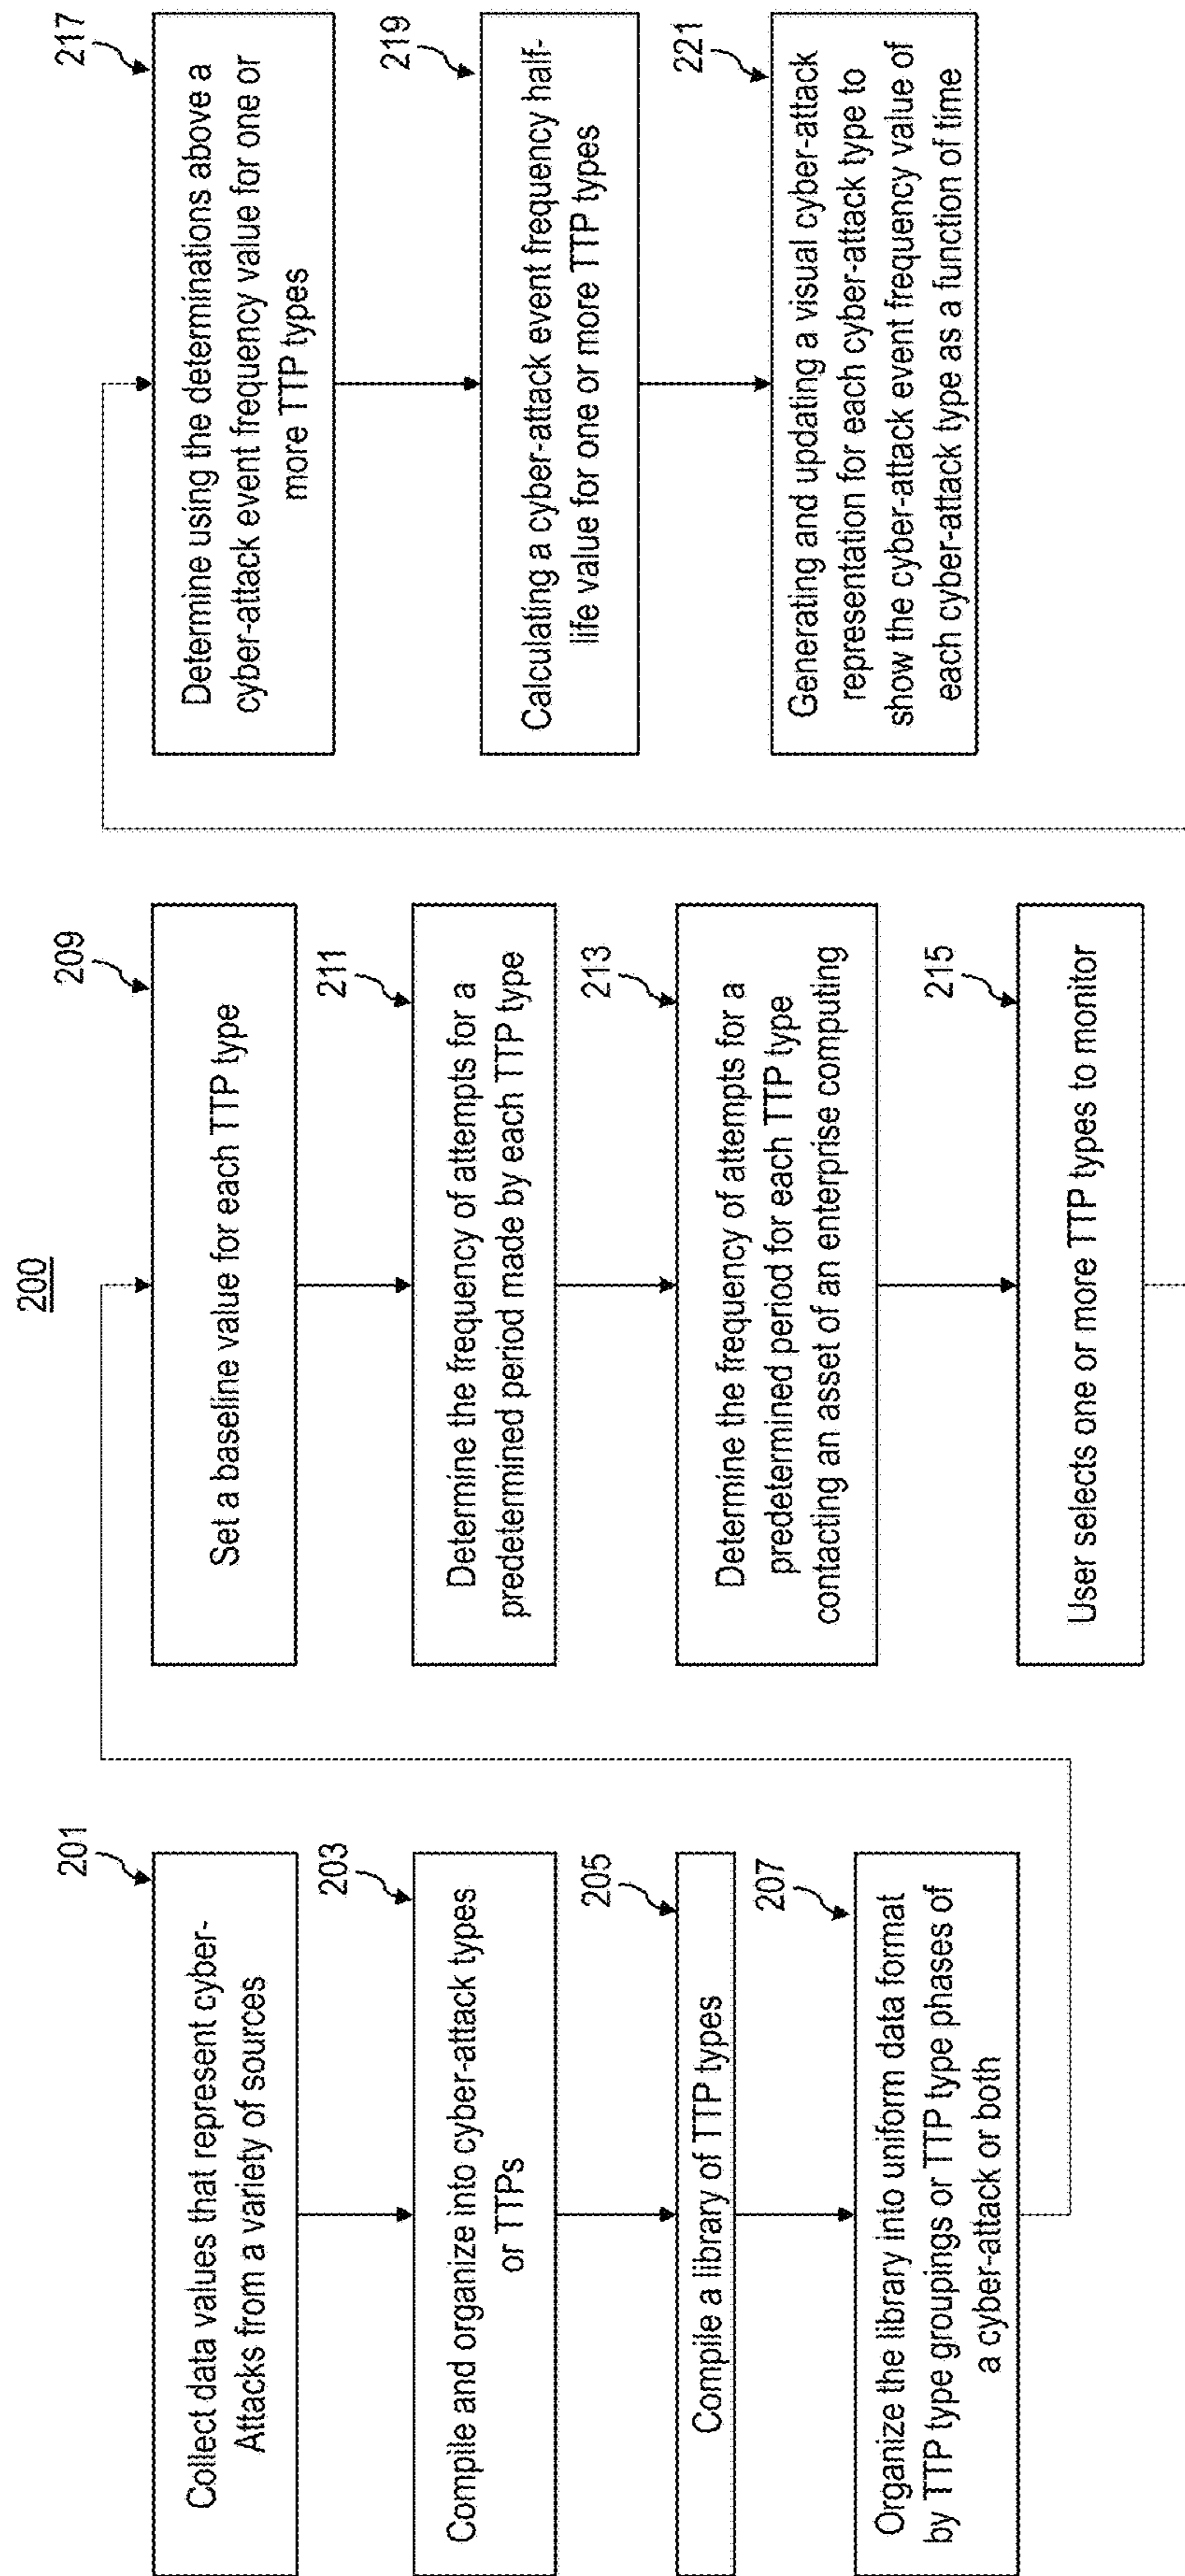 200
201
Collect data values that represent cyber-
Attacks from a variety of sources
203
Compile and organize into cyber-attack types
or TTPs
205
Compile a library of TTP types
207
Organize the library into uniform data format
by TTP type groupings or TTP type phases of
a cyber-attack or both
209
Set a baseline value for each TTP type
211
Determine the frequency of attempts for a
predetermined period made by each TTP type
213
Determine the frequency of attempts for a
predetermined period for each TTP type
contacting an asset of an enterprise computing
215
User selects one or more TTP types to monitor
217
Determine using the determinations above a
cyber-attack event frequency value for one or
more TTP types
219
Calculating a cyber-attack event frequency half-
life value for one or more TTP types
221
Generating and updating a visual cyber-attack
representation for each cyber-attack type to
show the cyber-attack event frequency value of
each cyber-attack type as a function of time